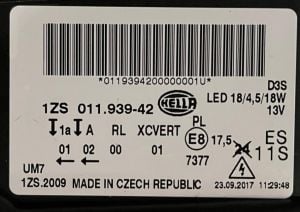 *0119394200000001U*
D3S
1ZS 011.939-42 HELLA LED 18/4,5/18W
13V
1a A RL XCVERT PL
E8 17,5 24 ES
01 02 00 01 7377 11S
UM7
1ZS.2009 MADE IN CZECH REPUBLIC 23.09.2017 11:29:48